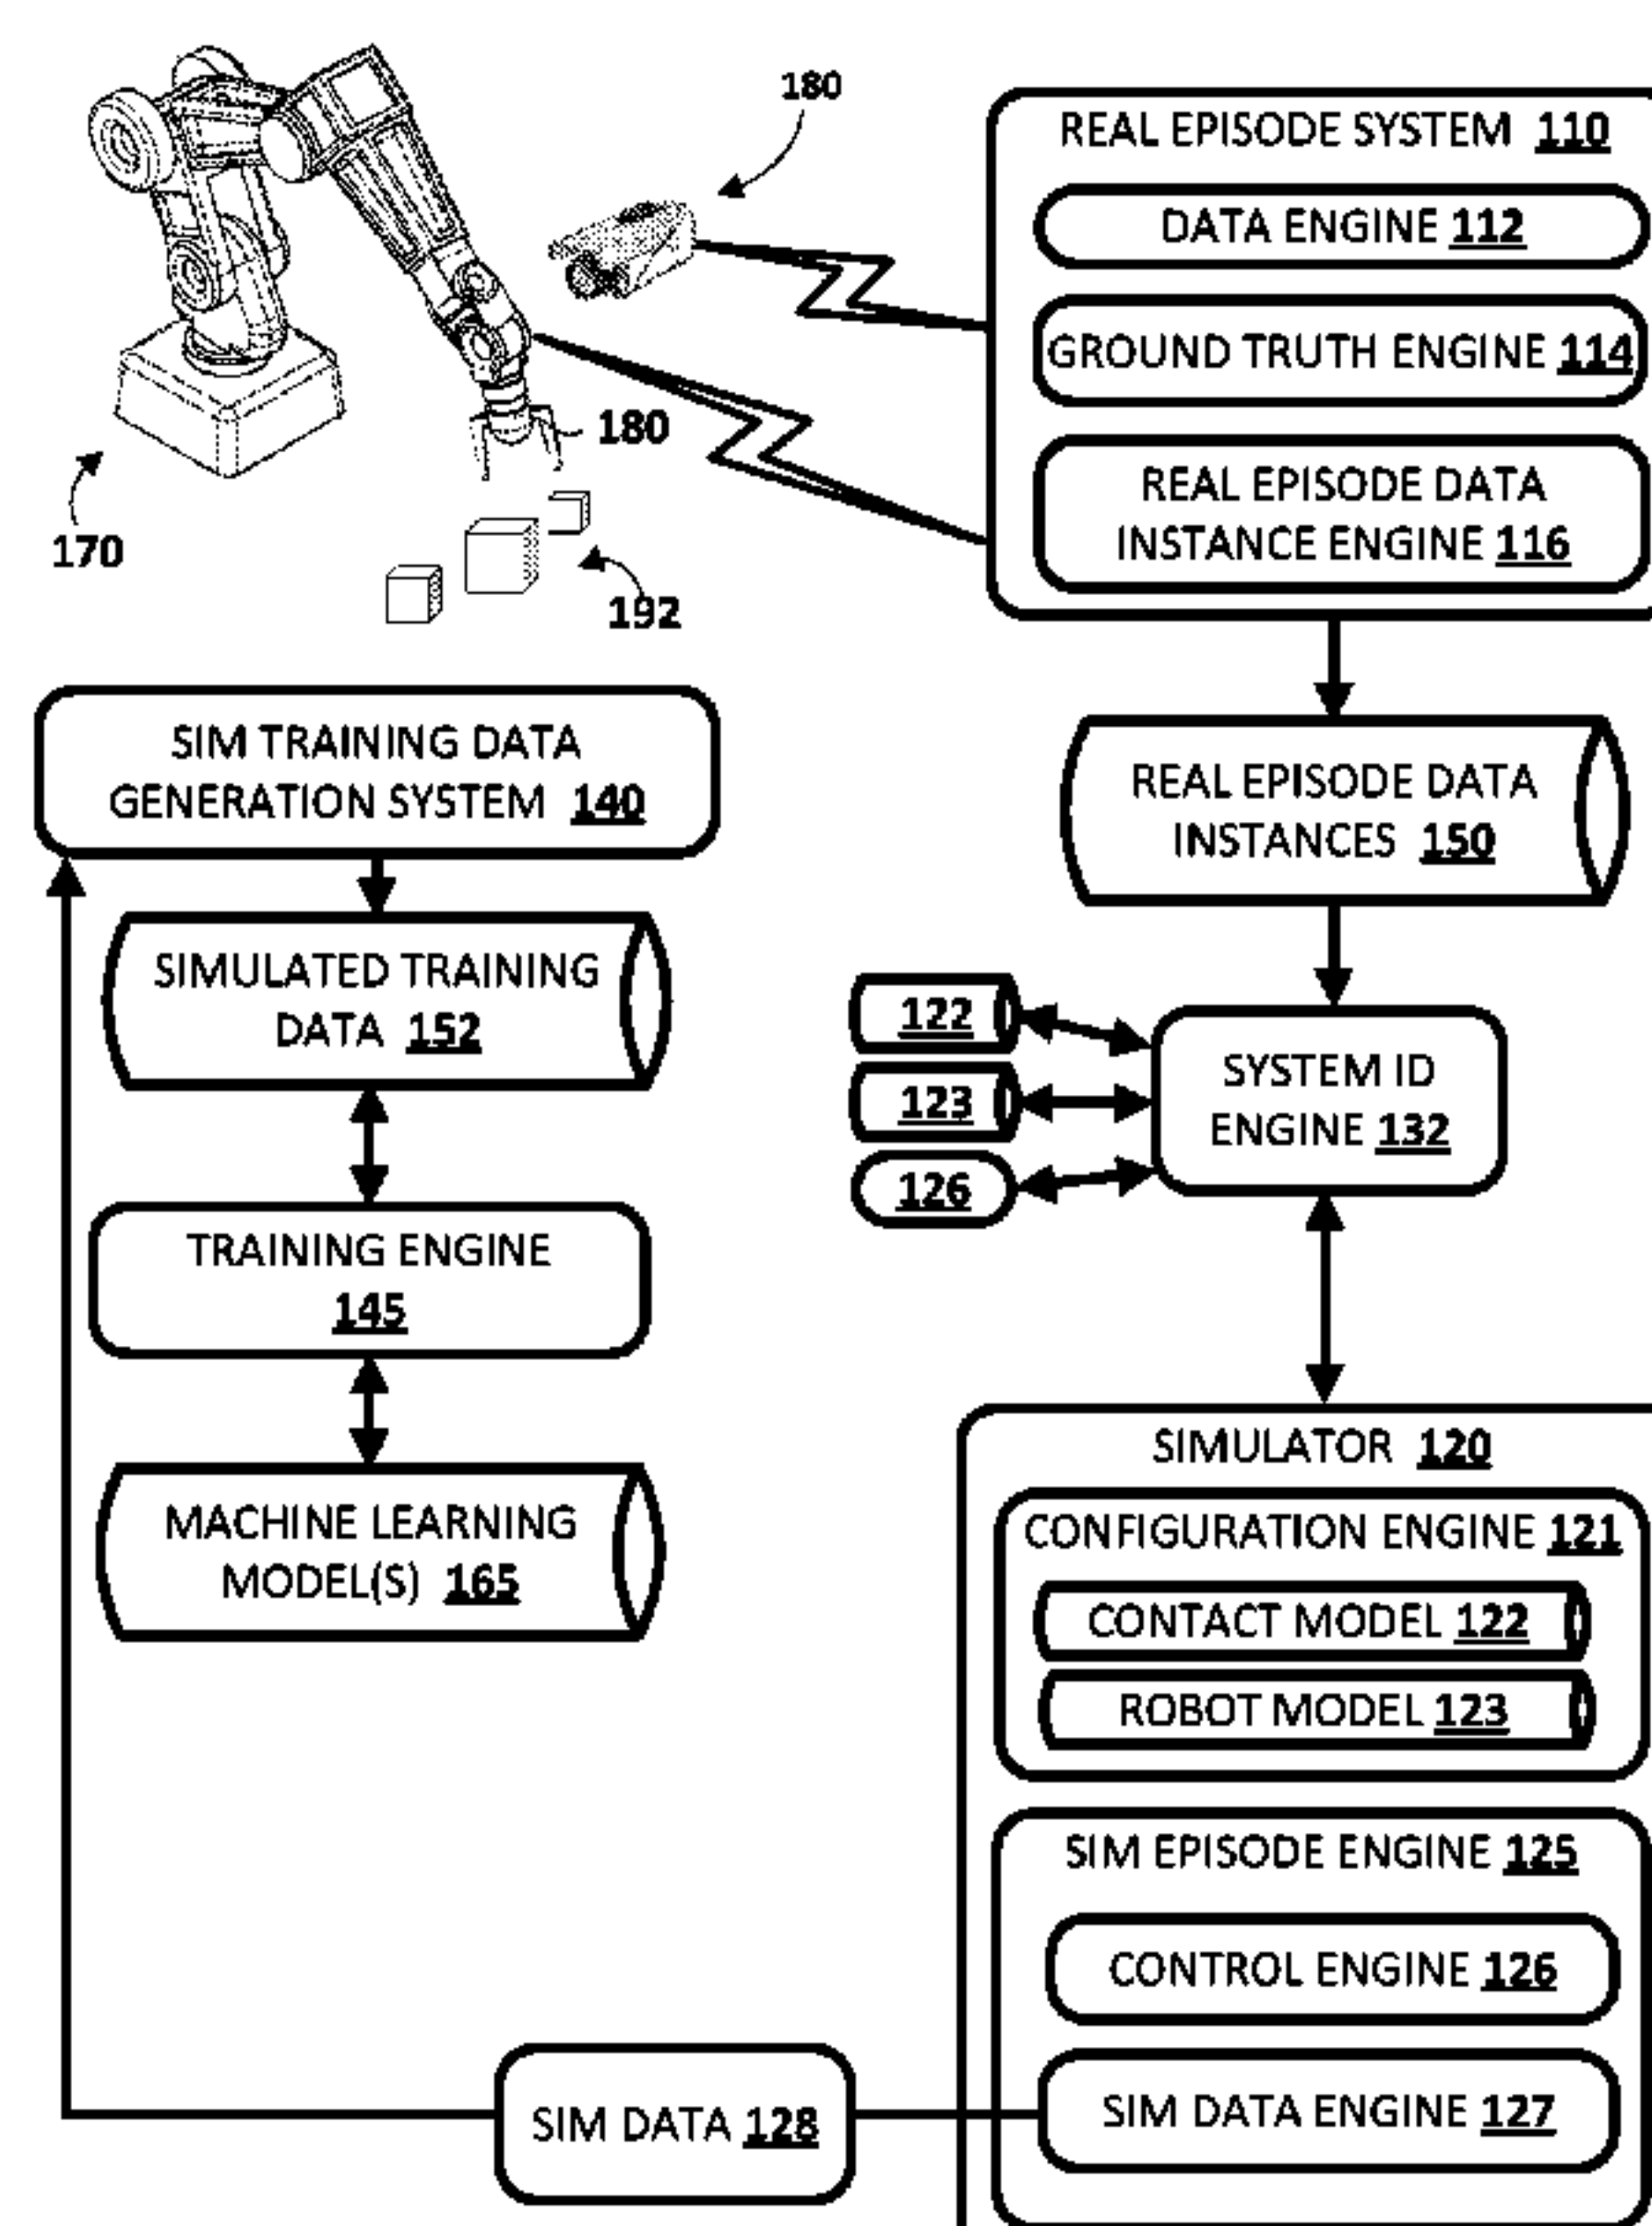 180
REAL EPISODE SYSTEM 110
DATA ENGINE 112
GROUND TRUTH ENGINE 114
180
REAL EPISODE DATA
INSTANCE ENGINE 116
170
192
SIM TRAINING DATA
GENERATION SYSTEM 140
REAL EPISODE DATA
INSTANCES 150
SIMULATED TRAINING
DATA 152
122
123
126
SYSTEM ID
ENGINE 132
TRAINING ENGINE
145
MACHINE LEARNING
MODEL(S) 165
SIMULATOR 120
CONFIGURATION ENGINE 121
CONTACT MODEL 122
ROBOT MODEL 123
SIM EPISODE ENGINE 125
CONTROL ENGINE 126
SIM DATA ENGINE 127
SIM DATA 128